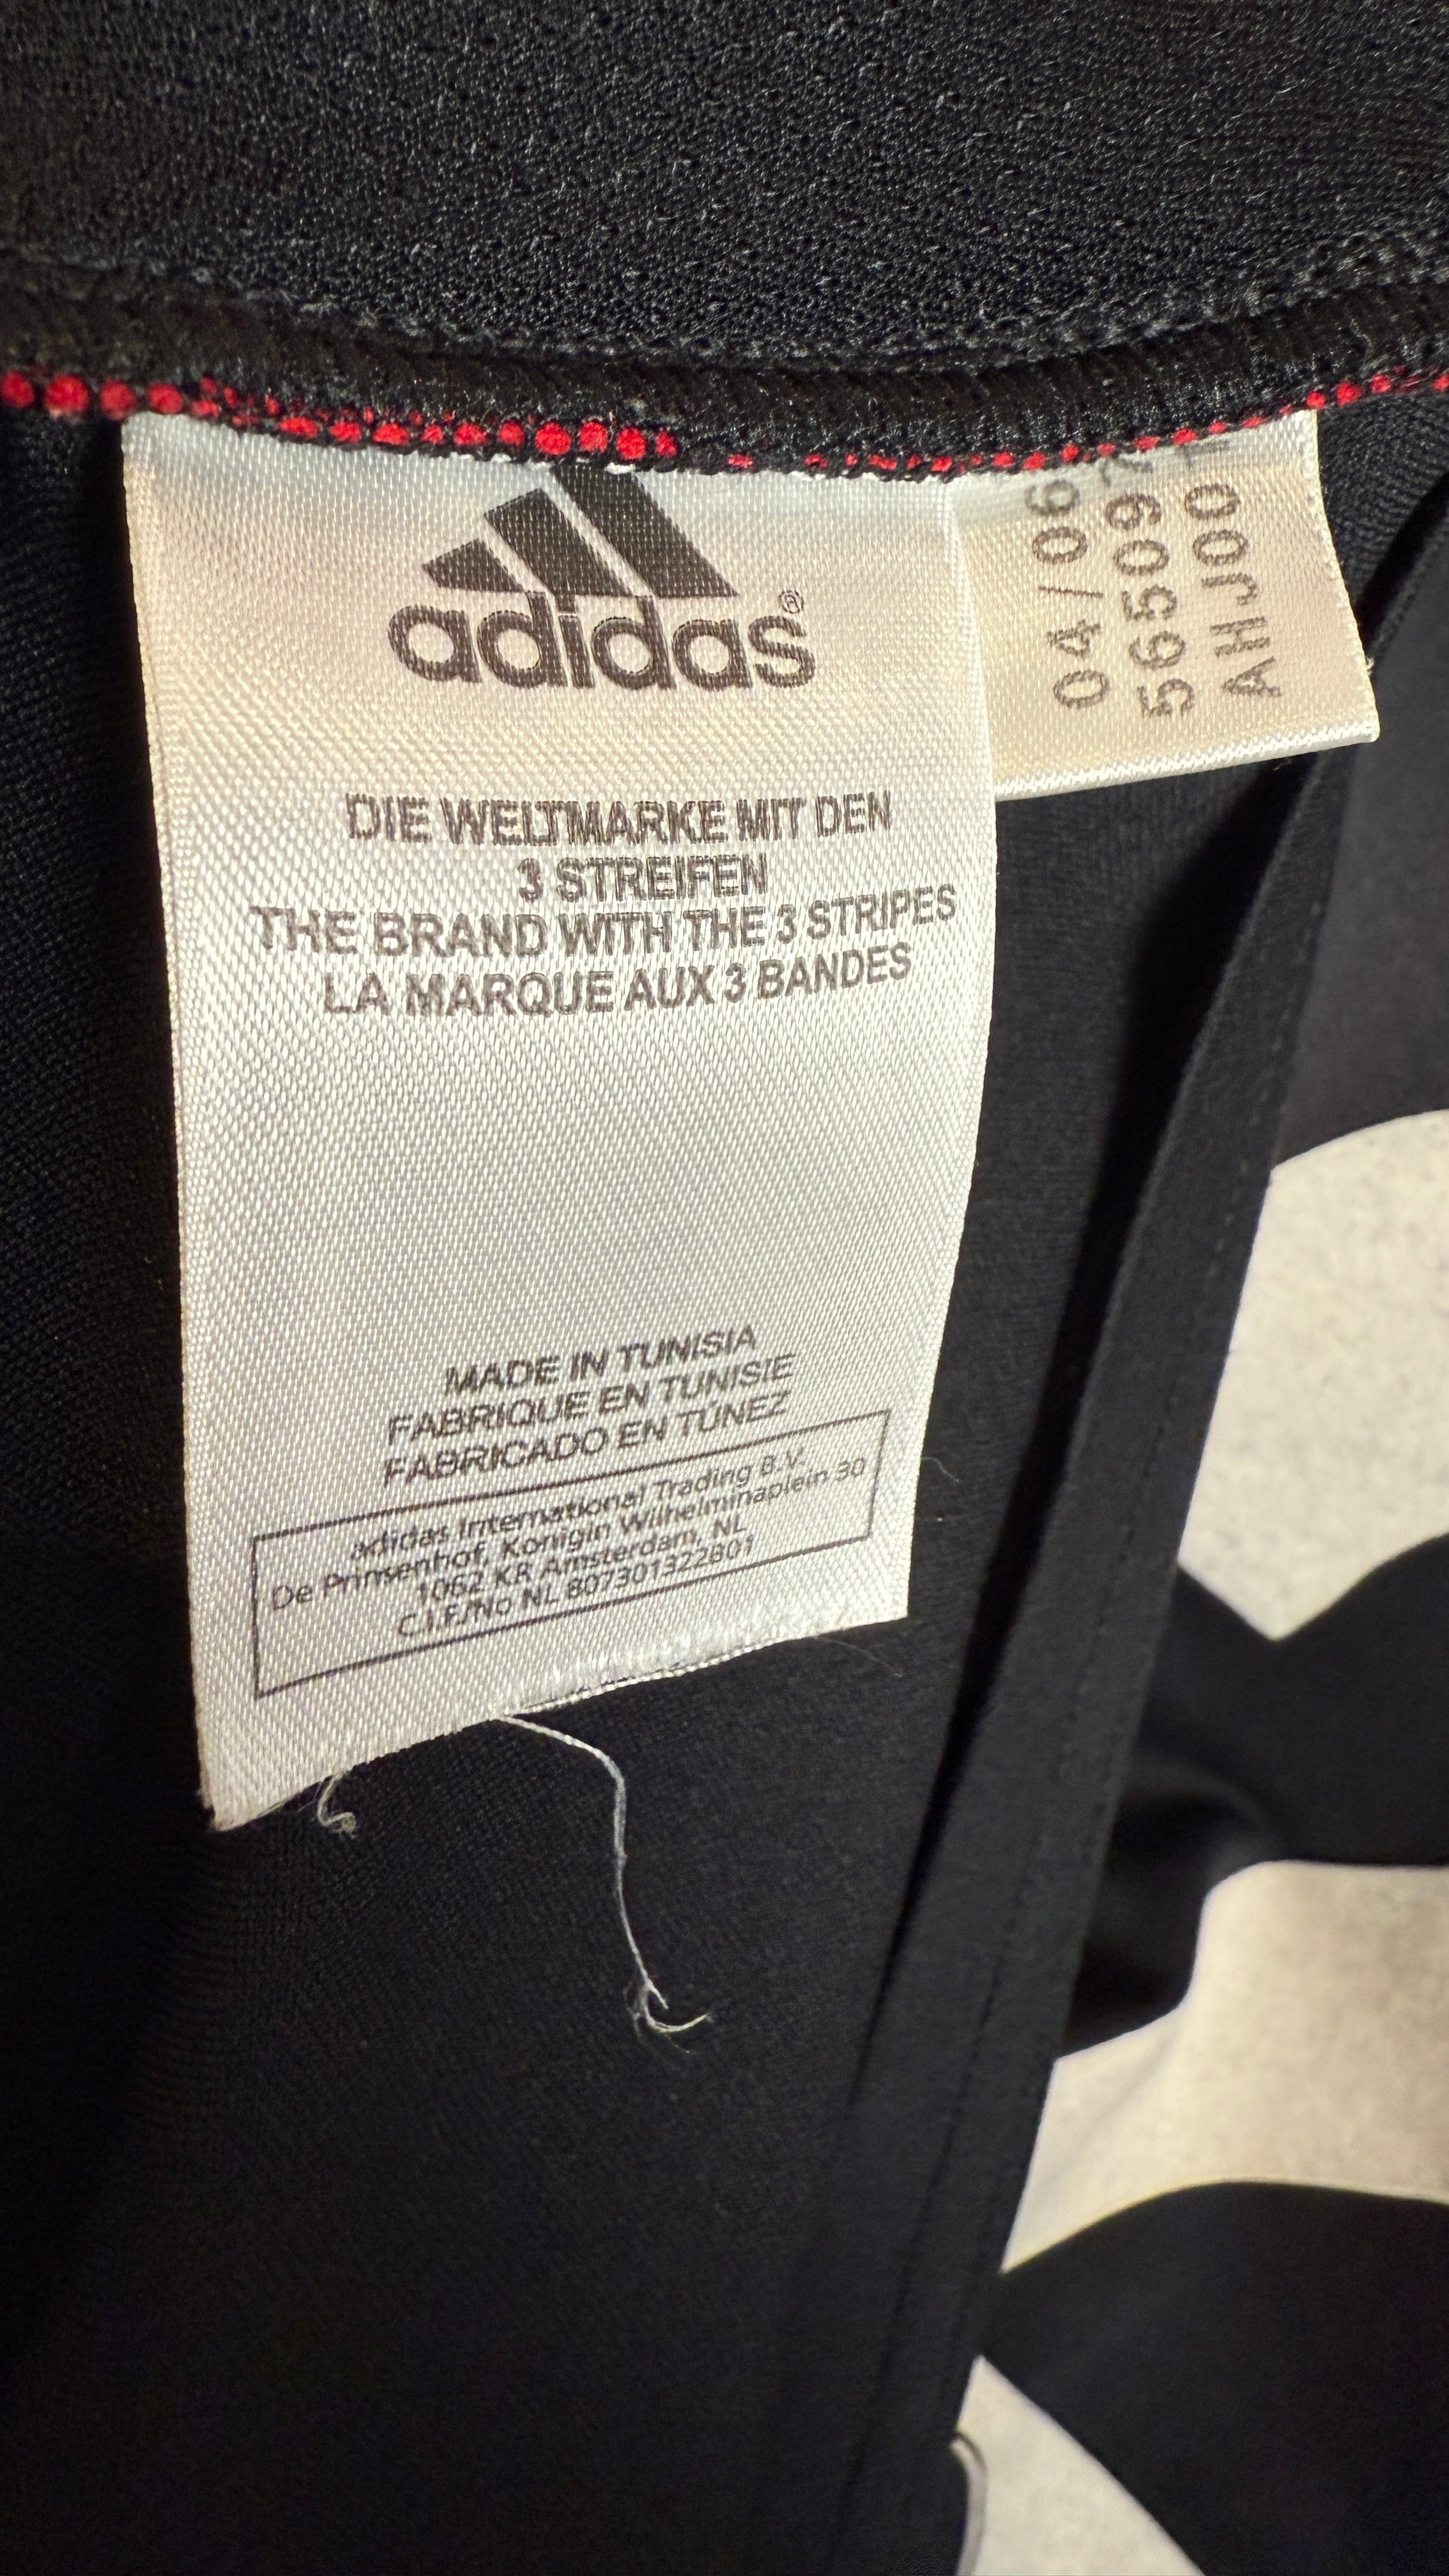 adidas®
DIE WELTMARKE MIT DEN
3 STREIFEN
THE BRAND WITH THE 3 STRIPES
LA MARQUE AUX 3 BANDES
MADE IN TUNISIA
FABRIQUE EN TUNISIE
FABRICADO EN TÚNEZ
adidas International Trading B.V.
De Prinsenhof, Konigin Wilhelminaplein 30
1062 KR Amsterdam, NL
C.I.F./No NL 807301322B01
04/06
56509
AHJ00